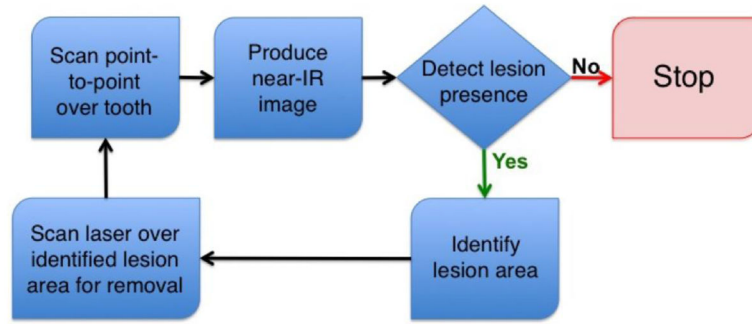 Scan point-
to-point
over tooth
Produce
near-IR
image
Detect lesion
presence
No
Stop
Yes
Identify
lesion area
Scan laser over
identified lesion
area for removal